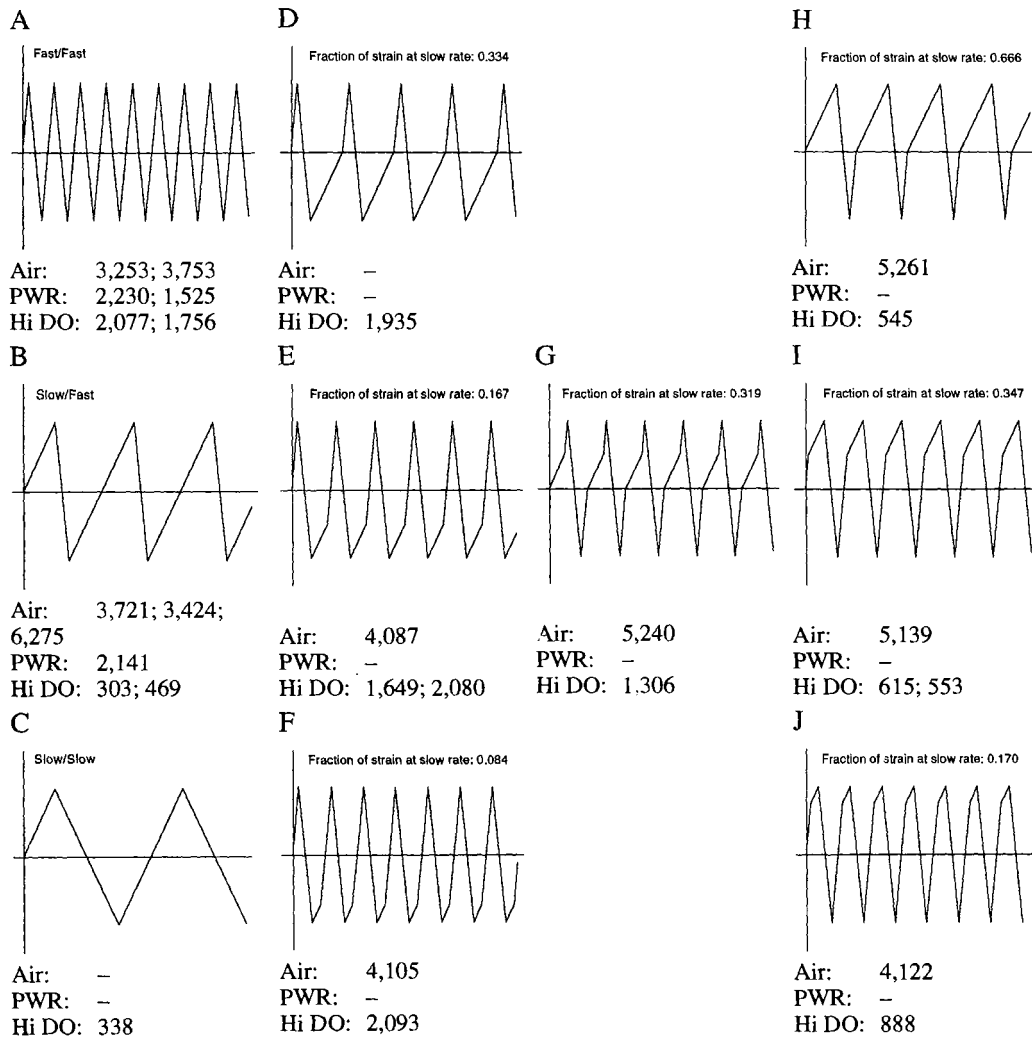 A
Fast/Fast
Air: 3,253; 3,753
PWR: 2,230; 1,525
Hi DO: 2,077; 1,756
D
Fraction of strain at slow rate: 0.334
Air: –
PWR: –
Hi DO: 1,935
H
Fraction of strain at slow rate: 0.666
Air: 5,261
PWR: –
Hi DO: 545
B
Slow/Fast
Air: 3,721; 3,424;
6,275
PWR: 2,141
Hi DO: 303; 469
E
Fraction of strain at slow rate: 0.167
Air: 4,087
PWR: –
Hi DO: 1,649; 2,080
G
Fraction of strain at slow rate: 0.319
Air: 5,240
PWR: –
Hi DO: 1,306
I
Fraction of strain at slow rate: 0.347
Air: 5,139
PWR: –
Hi DO: 615; 553
C
Slow/Slow
Air: –
PWR: –
Hi DO: 338
F
Fraction of strain at slow rate: 0.084
Air: 4,105
PWR: –
Hi DO: 2,093
J
Fraction of strain at slow rate: 0.170
Air: 4,122
PWR: –
Hi DO: 888